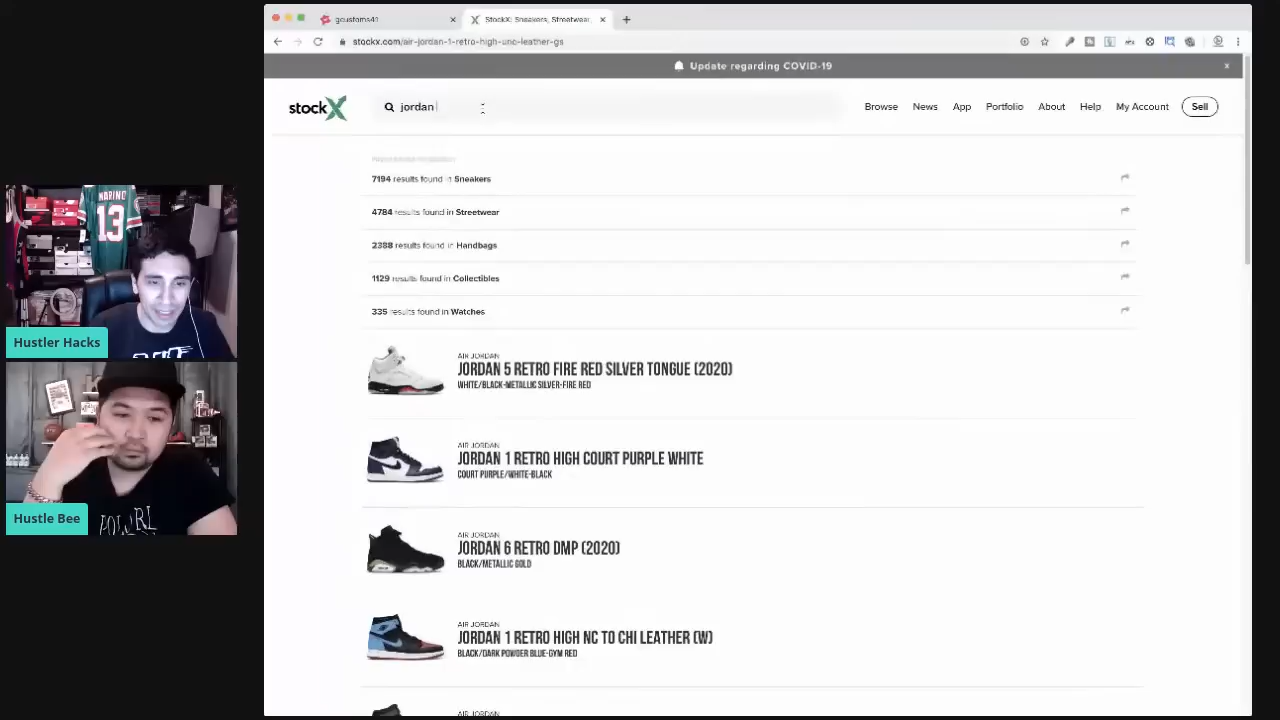 gcustoms41
StockX: Sneakers, Streetwear,
stockx.com/air-jordan-1-retro-high-unc-leather-gs
Update regarding COVID-19
stockX
jordan
Browse
News
App
Portfolio
About
Help
My Account
Sell
7194 results found in Sneakers
4784 results found in Streetwear
2388 results found in Handbags
1129 results found in Collectibles
335 results found in Watches
AIR JORDAN
JORDAN 5 RETRO FIRE RED SILVER TONGUE (2020)
WHITE/BLACK-METALLIC SILVER-FIRE RED
AIR JORDAN
JORDAN 1 RETRO HIGH COURT PURPLE WHITE
COURT PURPLE/WHITE-BLACK
AIR JORDAN
JORDAN 6 RETRO DMP (2020)
BLACK/METALLIC GOLD
AIR JORDAN
JORDAN 1 RETRO HIGH NC TO CHI LEATHER (W)
BLACK/DARK POWDER BLUE-GYM RED
AIR JORDAN
MARINO
13
Hustler Hacks
Hustle Bee